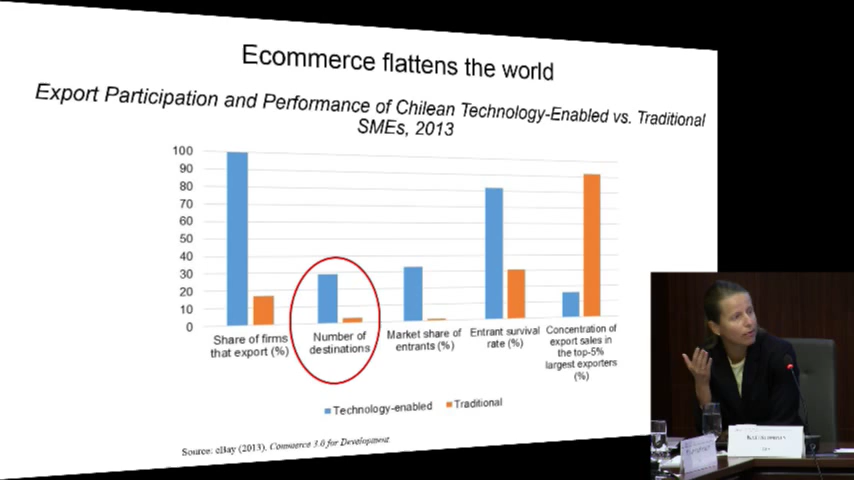 Ecommerce flattens the world
Export Participation and Performance of Chilean Technology-Enabled vs. Traditional
SMEs, 2013
100
90
80
70
60
50
40
30
20
10
0
Share of firms
that export (%)
Number of
destinations
Market share of
entrants (%)
Entrant survival
rate (%)
Concentration of
export sales in
the top-5%
largest exporters
(%)
Technology-enabled
Traditional
Source: eBay (2013), Commerce 3.0 for Development